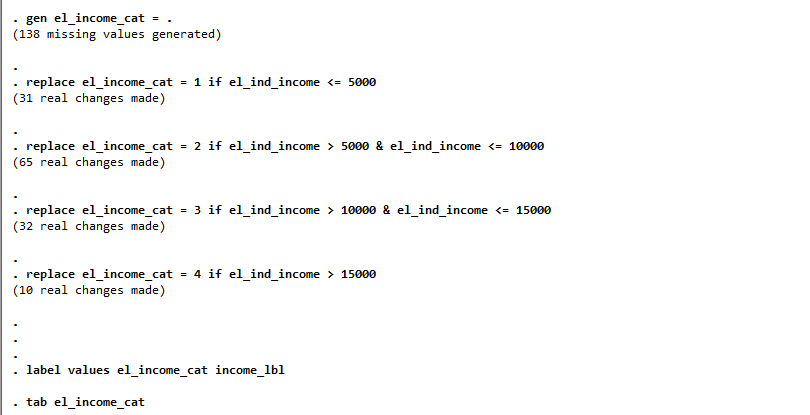 . gen el_income_cat = .
(138 missing values generated)
.
. replace el_income_cat = 1 if el_ind_income <= 5000
(31 real changes made)
.
. replace el_income_cat = 2 if el_ind_income > 5000 & el_ind_income <= 10000
(65 real changes made)
.
. replace el_income_cat = 3 if el_ind_income > 10000 & el_ind_income <= 15000
(32 real changes made)
.
. replace el_income_cat = 4 if el_ind_income > 15000
(10 real changes made)
.
.
.
. label values el_income_cat income_lbl
. tab el_income_cat